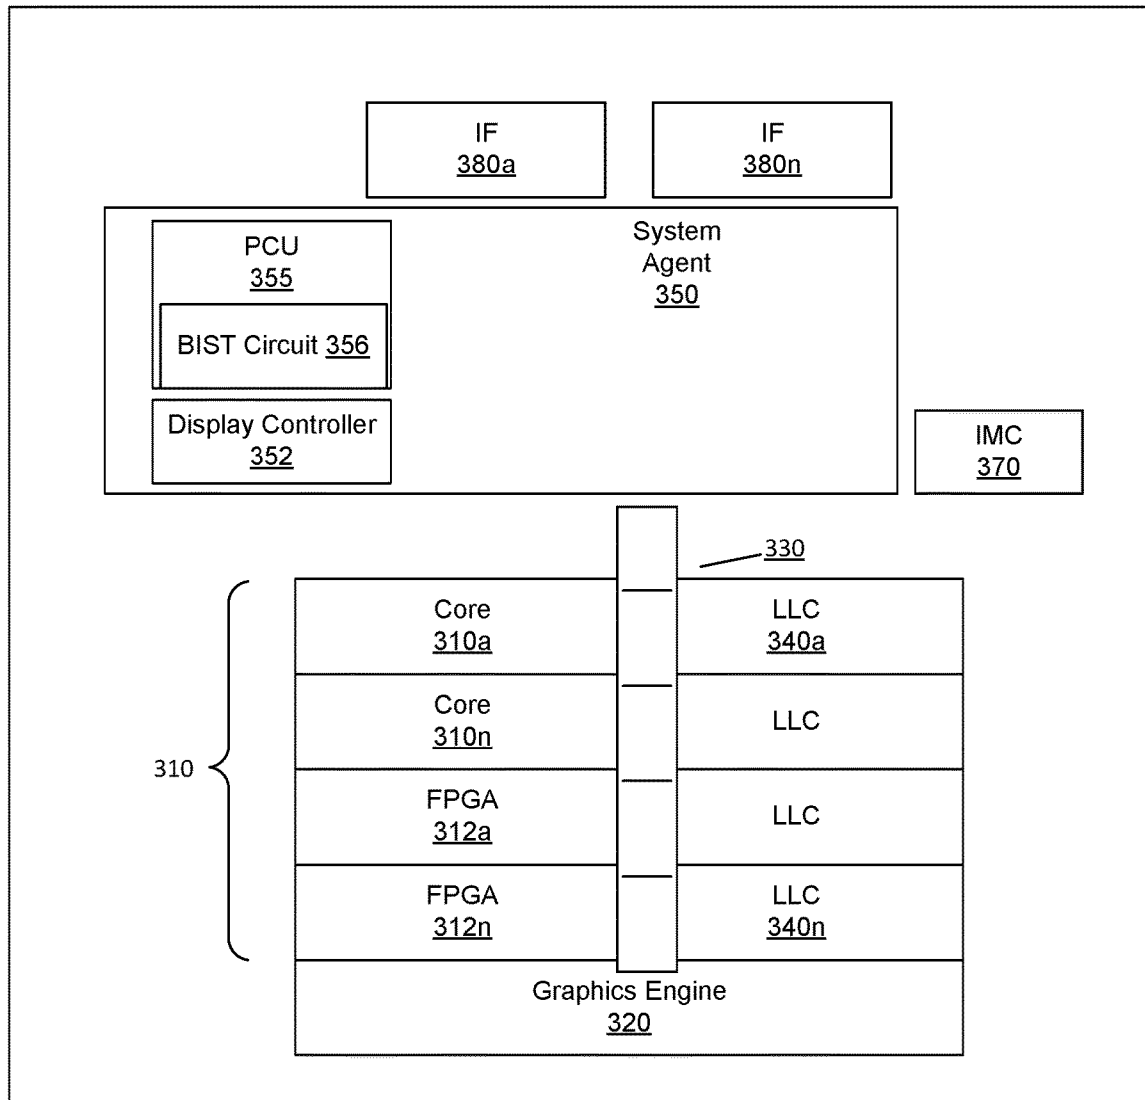 IF
380a
IF
380n
System
Agent
350
PCU
355
BIST Circuit 356
Display Controller
352
IMC
370
330
Core
310a
LLC
340a
Core
310n
LLC
310
FPGA
312a
LLC
FPGA
312n
LLC
340n
Graphics Engine
320